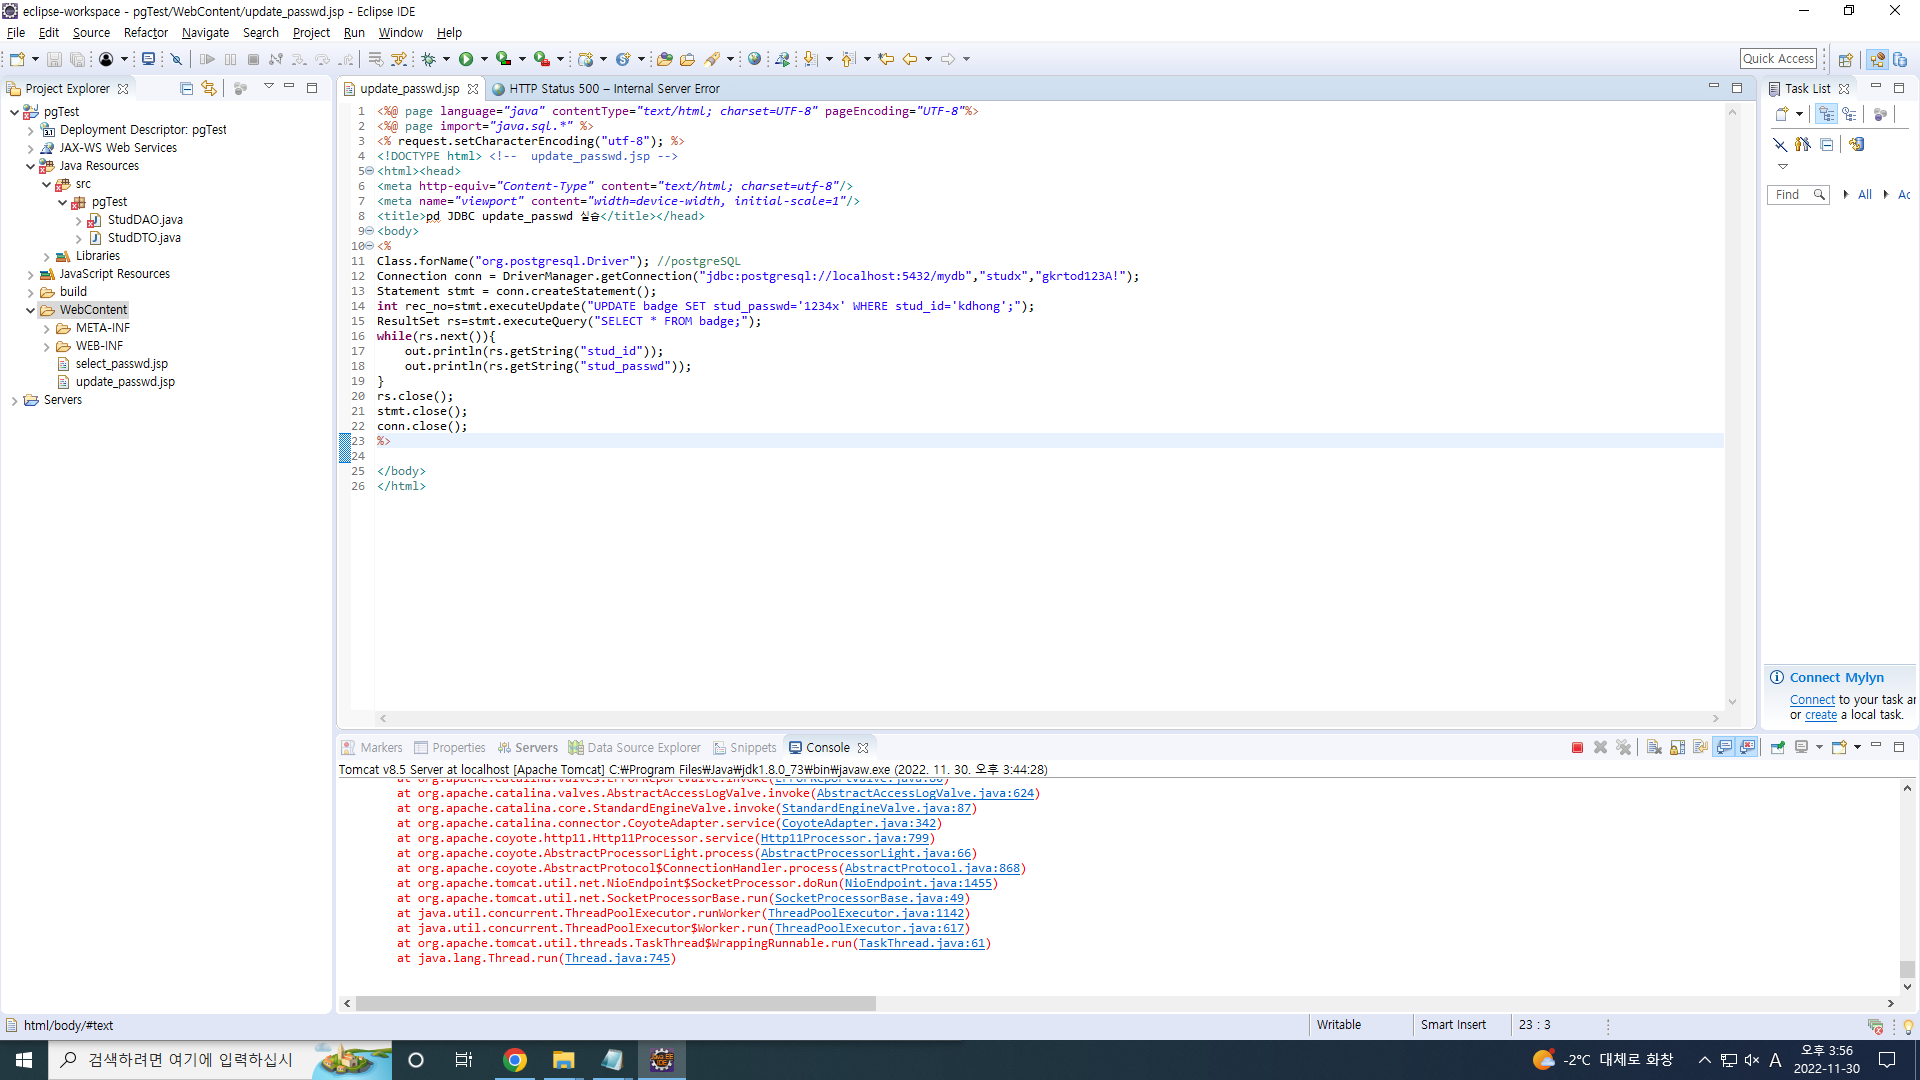 eclipse-workspace - pgTest/WebContent/update_passwd.jsp - Eclipse IDE
File Edit Source Refactor Navigate Search Project Run Window Help
Quick Access
Project Explorer
pgTest
Deployment Descriptor: pgTest
JAX-WS Web Services
Java Resources
src
pgTest
StudDAO.java
StudDTO.java
Libraries
JavaScript Resources
build
WebContent
META-INF
WEB-INF
select_passwd.jsp
update_passwd.jsp
Servers
update_passwd.jsp
HTTP Status 500 – Internal Server Error
1 <%@ page language="java" contentType="text/html; charset=UTF-8" pageEncoding="UTF-8"%>
2 <%@ page import="java.sql.*" %>
3 <% request.setCharacterEncoding("utf-8"); %>
4 <!DOCTYPE html> <!--  update_passwd.jsp -->
5 <html><head>
6 <meta http-equiv="Content-Type" content="text/html; charset=utf-8"/>
7 <meta name="viewport" content="width=device-width, initial-scale=1"/>
8 <title>pd JDBC update_passwd 실습</title></head>
9 <body>
10 <%
11 Class.forName("org.postgresql.Driver"); //postgreSQL
12 Connection conn = DriverManager.getConnection("jdbc:postgresql://localhost:5432/mydb","studx","gkrtod123A!");
13 Statement stmt = conn.createStatement();
14 int rec_no=stmt.executeUpdate("UPDATE badge SET stud_passwd='1234x' WHERE stud_id='kdhong';");
15 ResultSet rs=stmt.executeQuery("SELECT * FROM badge;");
16 while(rs.next()){
17     out.println(rs.getString("stud_id"));
18     out.println(rs.getString("stud_passwd"));
19 }
20 rs.close();
21 stmt.close();
22 conn.close();
23 %>
24
25 </body>
26 </html>
Task List
Find All Ac
Connect Mylyn
Connect to your task ar
or create a local task.
Markers Properties Servers Data Source Explorer Snippets Console
Tomcat v8.5 Server at localhost [Apache Tomcat] C:₩Program Files₩Java₩jdk1.8.0_73₩bin₩javaw.exe (2022. 11. 30. 오후 3:44:28)
at org.apache.catalina.valves.ErrorReportValve.invoke(ErrorReportValve.java:86)
at org.apache.catalina.valves.AbstractAccessLogValve.invoke(AbstractAccessLogValve.java:624)
at org.apache.catalina.core.StandardEngineValve.invoke(StandardEngineValve.java:87)
at org.apache.catalina.connector.CoyoteAdapter.service(CoyoteAdapter.java:342)
at org.apache.coyote.http11.Http11Processor.service(Http11Processor.java:799)
at org.apache.coyote.AbstractProcessorLight.process(AbstractProcessorLight.java:66)
at org.apache.coyote.AbstractProtocol$ConnectionHandler.process(AbstractProtocol.java:868)
at org.apache.tomcat.util.net.NioEndpoint$SocketProcessor.doRun(NioEndpoint.java:1455)
at org.apache.tomcat.util.net.SocketProcessorBase.run(SocketProcessorBase.java:49)
at java.util.concurrent.ThreadPoolExecutor.runWorker(ThreadPoolExecutor.java:1142)
at java.util.concurrent.ThreadPoolExecutor$Worker.run(ThreadPoolExecutor.java:617)
at org.apache.tomcat.util.threads.TaskThread$WrappingRunnable.run(TaskThread.java:61)
at java.lang.Thread.run(Thread.java:745)
html/body/#text
Writable Smart Insert 23 : 3
검색하려면 여기에 입력하십시
-2°C 대체로 화창
A
오후 3:56
2022-11-30